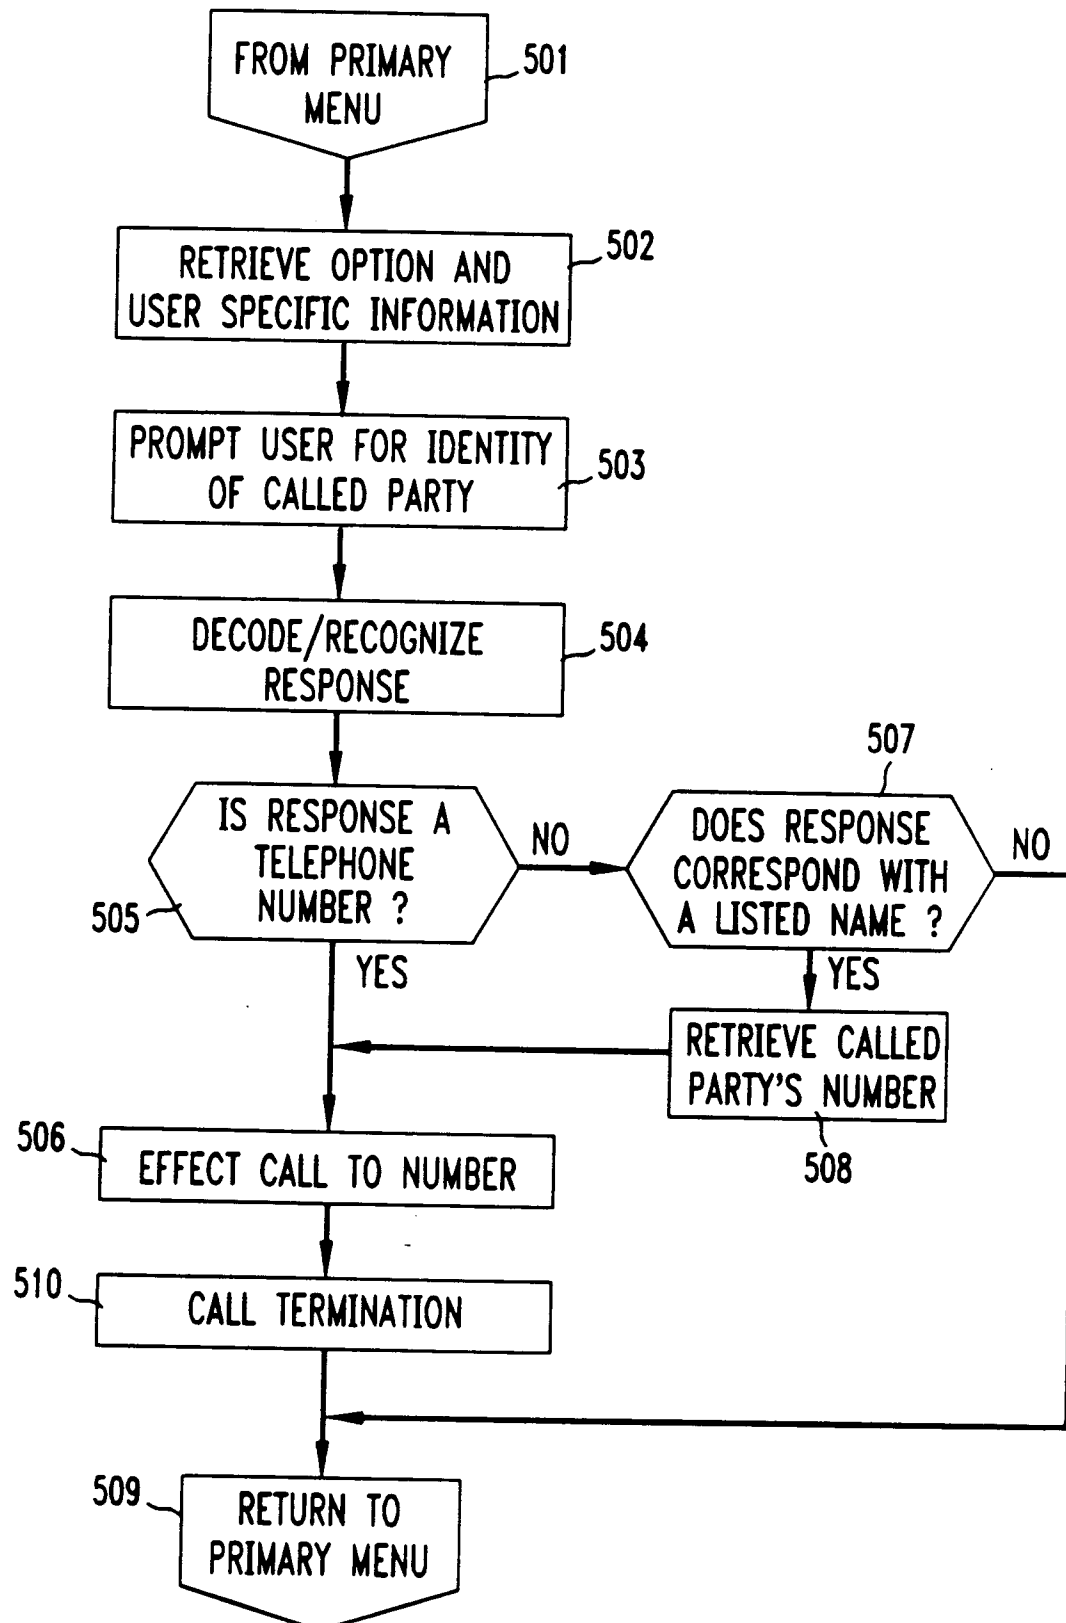 FROM PRIMARY
MENU
501
RETRIEVE OPTION AND
USER SPECIFIC INFORMATION
502
PROMPT USER FOR IDENTITY
OF CALLED PARTY
503
DECODE/RECOGNIZE
RESPONSE
504
IS RESPONSE A
TELEPHONE
NUMBER ?
505
NO
YES
507
DOES RESPONSE
CORRESPOND WITH
A LISTED NAME ?
NO
YES
RETRIEVE CALLED
PARTY'S NUMBER
508
506
EFFECT CALL TO NUMBER
510
CALL TERMINATION
509
RETURN TO
PRIMARY MENU